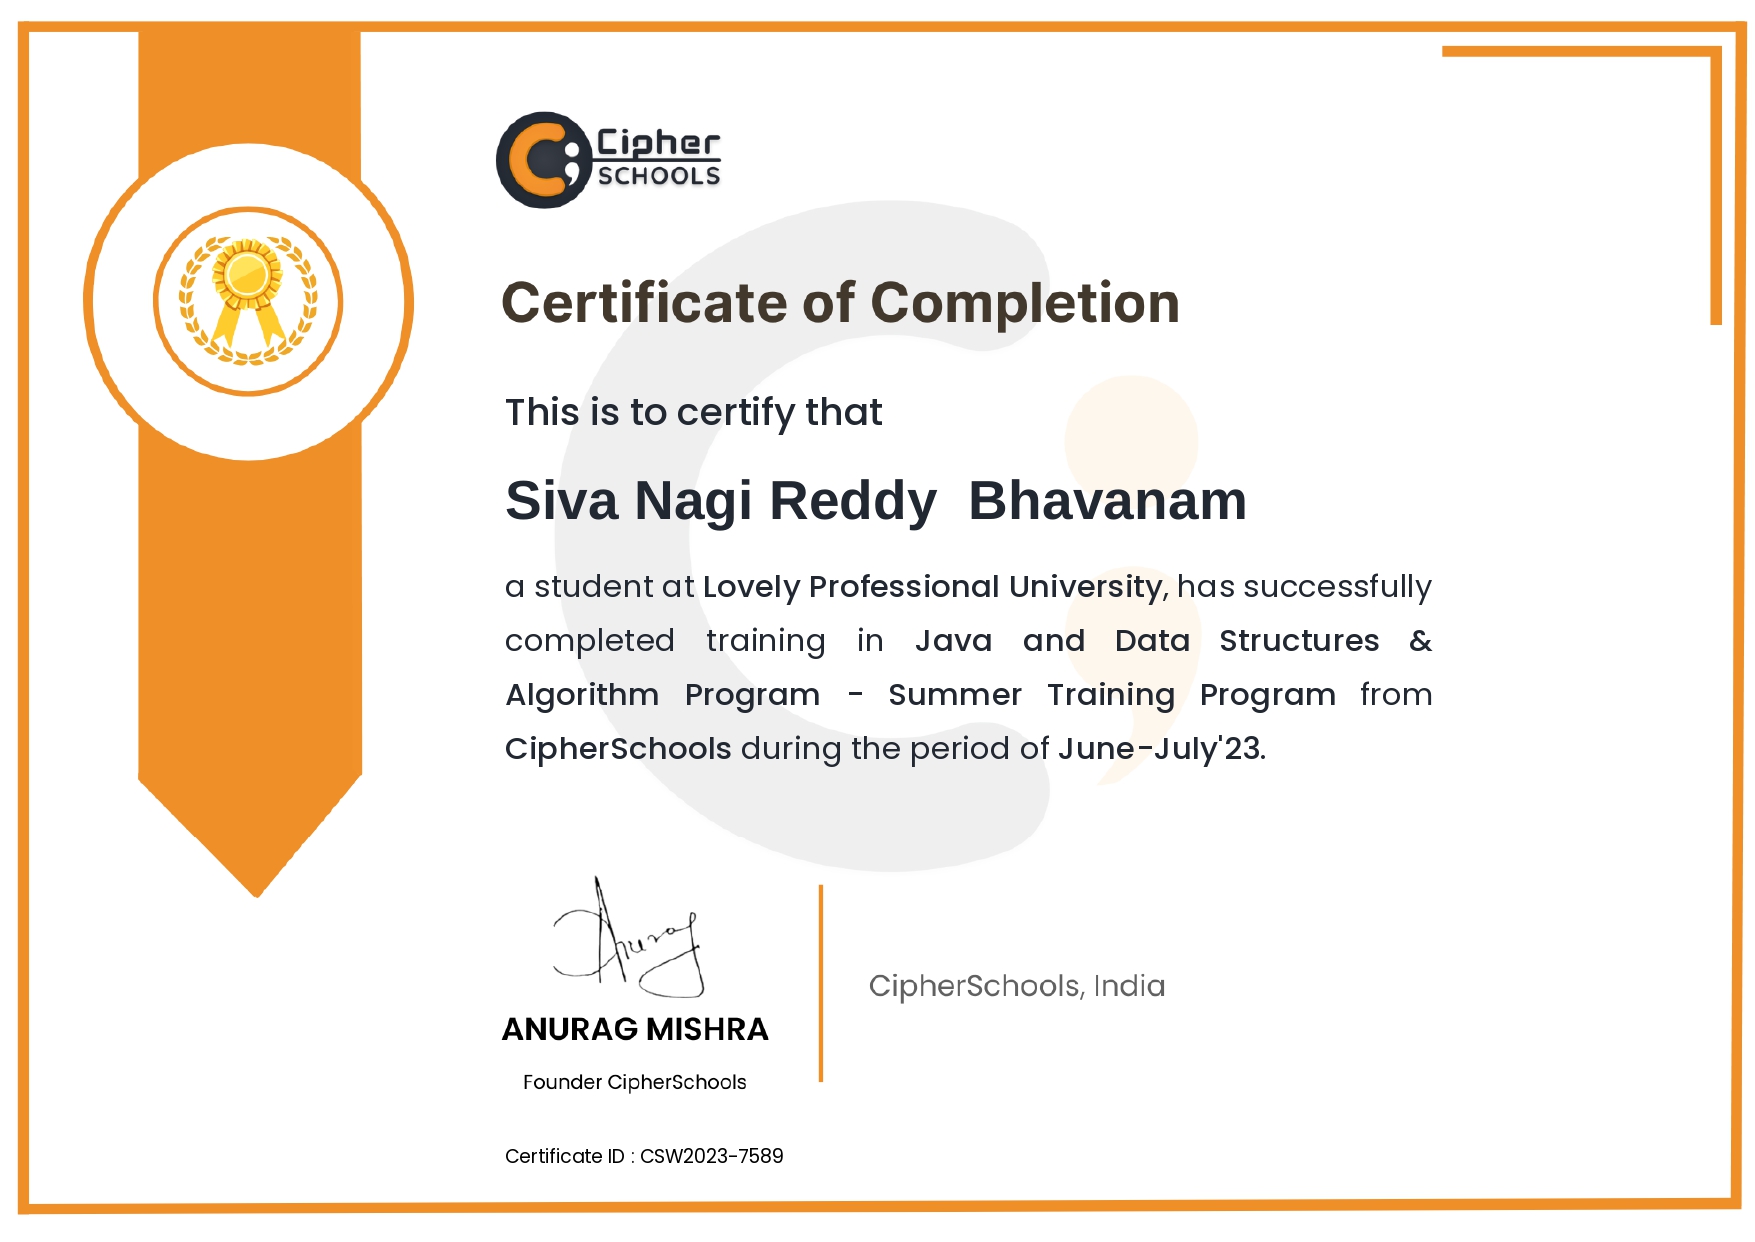 Cipher
SCHOOLS
Certificate of Completion
This is to certify that
Siva Nagi Reddy  Bhavanam
a student at Lovely Professional University, has successfully
completed training in Java and Data Structures &
Algorithm Program - Summer Training Program from
CipherSchools during the period of June-July'23.
Anurag
ANURAG MISHRA
Founder CipherSchools
CipherSchools, India
Certificate ID : CSW2023-7589